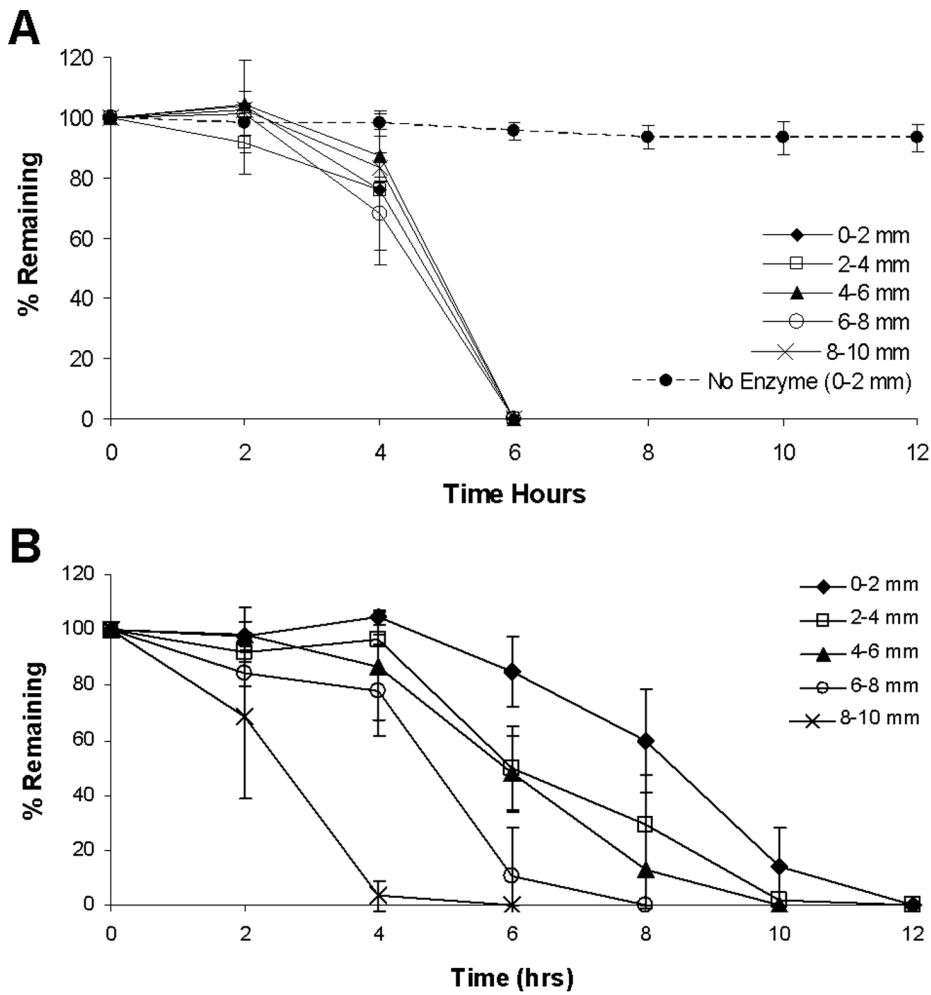 A
120
100
80
60
40
20
0
% Remaining
0-2 mm
2-4 mm
4-6 mm
6-8 mm
8-10 mm
No Enzyme (0-2 mm)
0 2 4 6 8 10 12
Time Hours
B
120
100
80
60
40
20
0
% Remaining
0-2 mm
2-4 mm
4-6 mm
6-8 mm
8-10 mm
0 2 4 6 8 10 12
Time (hrs)